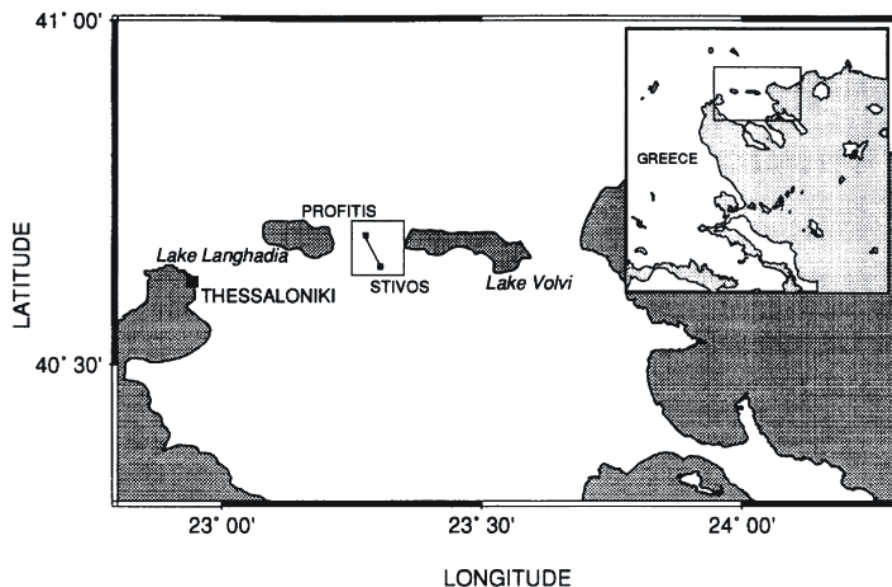 41° 00'
GREECE
PROFITIS
Lake Langhadia
STIVOS
Lake Volvi
THESSALONIKI
LATITUDE
40° 30'
23° 00'
23° 30'
24° 00'
LONGITUDE